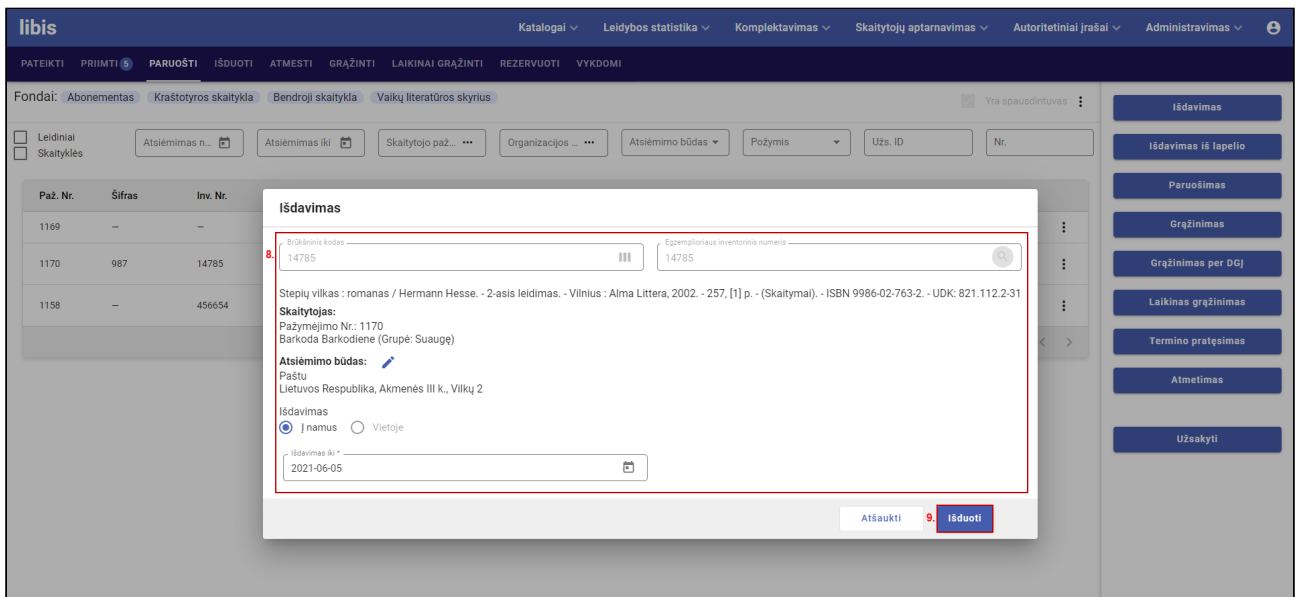 libis
Katalogai Leidybos statistika Komplektavimas Skaitytojų aptarnavimas Autoritetiniai įrašai Administravimas
PATEIKTI PRIIMTI 5 PARUOŠTI IŠDUOTI ATMESTI GRĄŽINTI LAIKINAI GRĄŽINTI REZERVUOTI VYKDOMI
Fondai: Abonementas Kraštotyros skaitykla Bendroji skaitykla Vaikų literatūros skyrius Yra spausdintuvas
Leidiniai
Skaityklės
Atsiėmimo n... Atsiėmimas iki Skaitytojo paž... Organizacijos ... Atsiėmimo būdas Požymis Užs. ID Nr.
Paž. Nr. Šifras Inv. Nr.
1169 – –
1170 987 14785
1158 – 456654
Išdavimas
8.
Brūkšninis kodas
14785
Egzemplioriaus inventorinis numeris
14785
Stepių vilkas : romanas / Hermann Hesse. - 2-asis leidimas. - Vilnius : Alma Littera, 2002. - 257, [1] p. - (Skaitymai). - ISBN 9986-02-763-2. - UDK: 821.112.2-31
Skaitytojas:
Pažymėjimo Nr.: 1170
Barkoda Barkodiene (Grupė: Suaugę)
Atsiėmimo būdas:
Paštu
Lietuvos Respublika, Akmenės III k., Vilkų 2
Išdavimas
Į namus Vietoje
Išdavimas iki *
2021-06-05
Atšaukti 9. Išduoti
Išdavimas
Išdavimas iš lapelio
Paruošimas
Grąžinimas
Grąžinimas per DGĮ
Laikinas grąžinimas
Termino pratęsimas
Atmetimas
Užsakyti